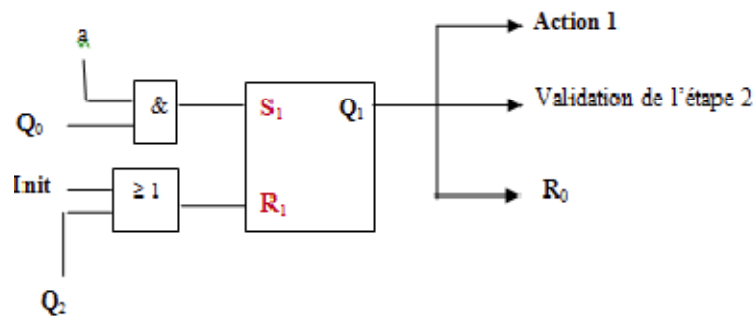 a
Action 1
&
S₁ Q₁
Validation de l'étape 2
Q₀
Init
≥ 1
R₁
R₀
Q₂